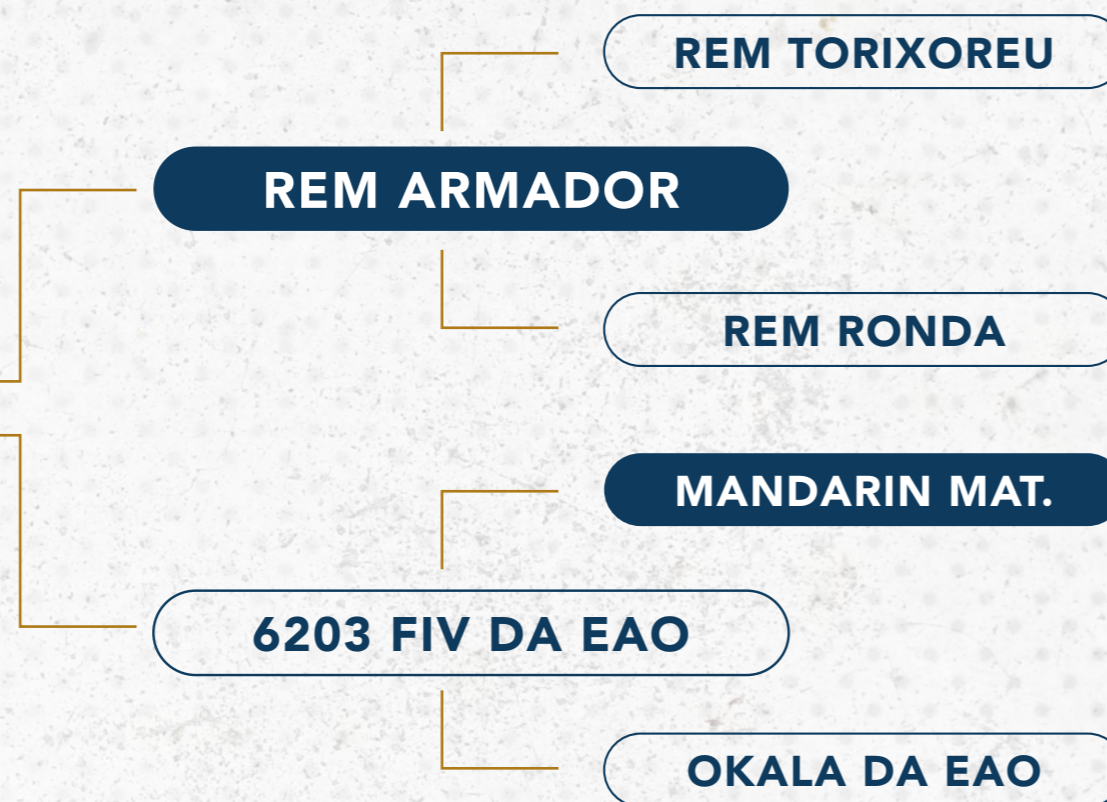 REM TORIXOREU
REM ARMADOR
REM RONDA
MANDARIN MAT.
6203 FIV DA EAO
OKALA DA EAO